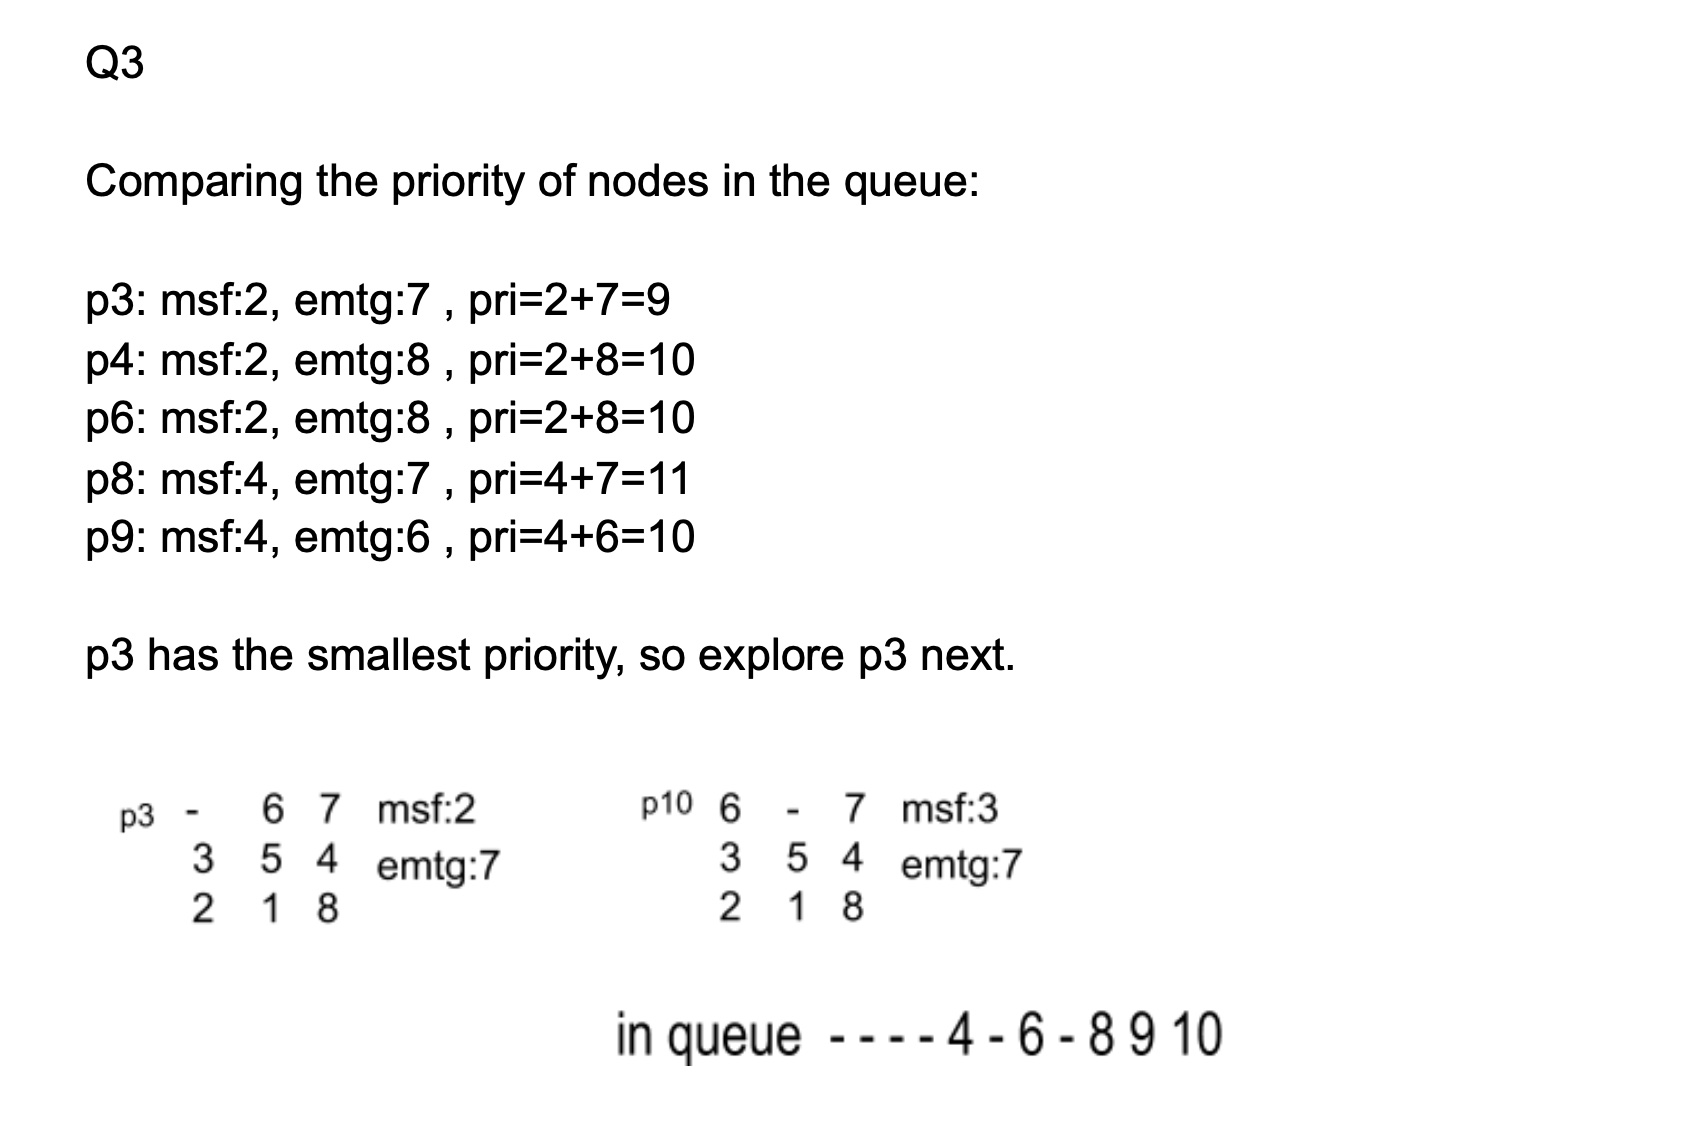 Q3
Comparing the priority of nodes in the queue:
p3: msf:2, emtg:7 , pri=2+7=9
p4: msf:2, emtg:8 , pri=2+8=10
p6: msf:2, emtg:8 , pri=2+8=10
p8: msf:4, emtg:7 , pri=4+7=11
p9: msf:4, emtg:6 , pri=4+6=10
p3 has the smallest priority, so explore p3 next.
p3 - 6 7 msf:2
3 5 4 emtg:7
2 1 8
p10 6 - 7 msf:3
3 5 4 emtg:7
2 1 8
in queue - - - - 4 - 6 - 8 9 10